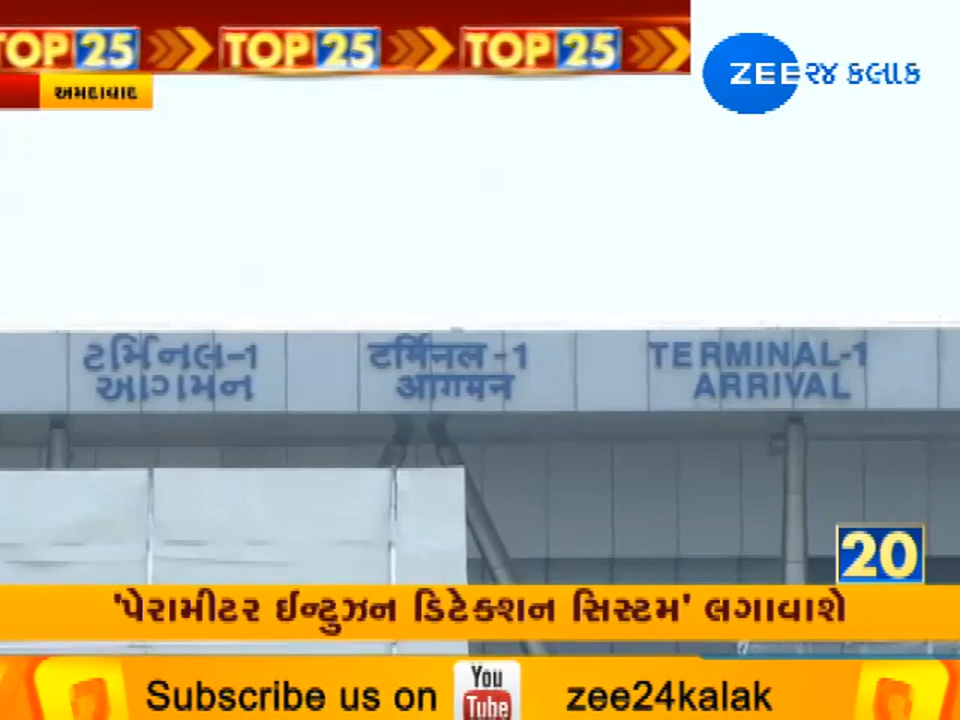 TOP 25 TOP 25 TOP 25
ZEE ૨૪ કલાક
અમદાવાદ
ટર્મિનલ-1 टर्मिनल -1 TERMINAL-1
આગમન आगमन ARRIVAL
20
'પેરામીટર ઈન્ટ્રુઝન ડિટેક્શન સિસ્ટમ' લગાવાશે
Subscribe us on You Tube zee24kalak